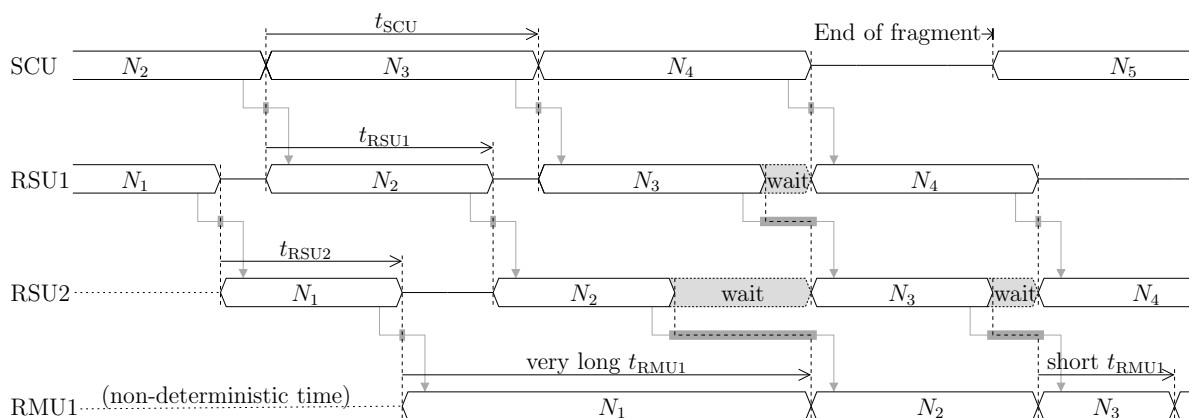 t_SCU
End of fragment
SCU N_2 N_3 N_4 N_5
t_RSU1
RSU1 N_1 N_2 N_3 wait N_4
t_RSU2
RSU2 N_1 N_2 wait N_3 wait N_4
very long t_RMU1 short t_RMU1
(non-deterministic time)
RMU1 N_1 N_2 N_3